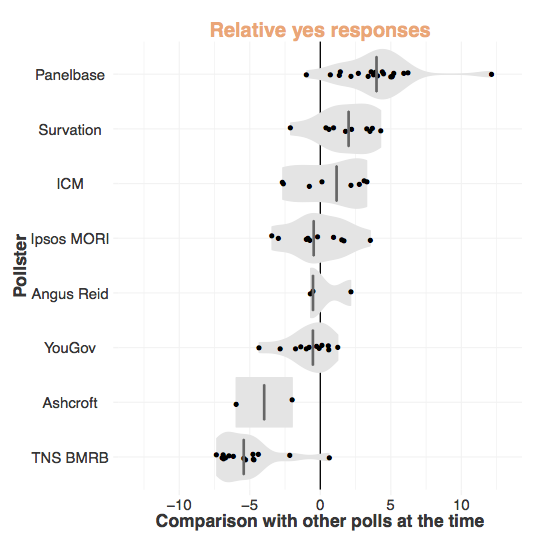 Relative yes responses
Pollster
Panelbase
Survation
ICM
Ipsos MORI
Angus Reid
YouGov
Ashcroft
TNS BMRB
−10 −5 0 5 10
Comparison with other polls at the time